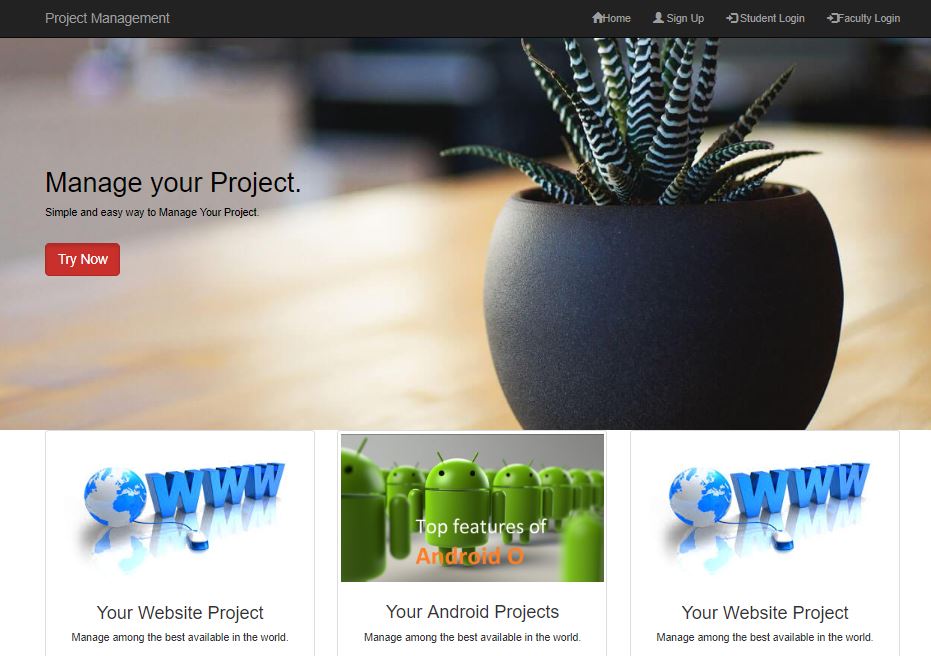 Project Management
Home
Sign Up
Student Login
Faculty Login
Manage your Project.
Simple and easy way to Manage Your Project.
Try Now
WWW
Top features of
Android O
WWW
Your Website Project
Manage among the best available in the world.
Your Android Projects
Manage among the best available in the world.
Your Website Project
Manage among the best available in the world.